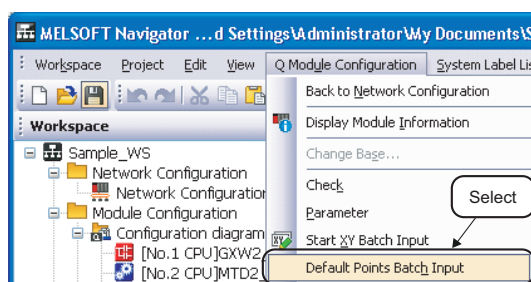 MELSOFT Navigator ...d Settings\Administrator\My Documents\S
Workspace Project Edit View Q Module Configuration System Label Lis
Workspace
Back to Network Configuration
Display Module Information
Change Base...
Check
Parameter
Start XY Batch Input
Default Points Batch Input
Select
Sample_WS
Network Configuration
Network Configuration
Module Configuration
Configuration diagram
[No.1 CPU]GXW2
[No.2 CPU]MTD2_